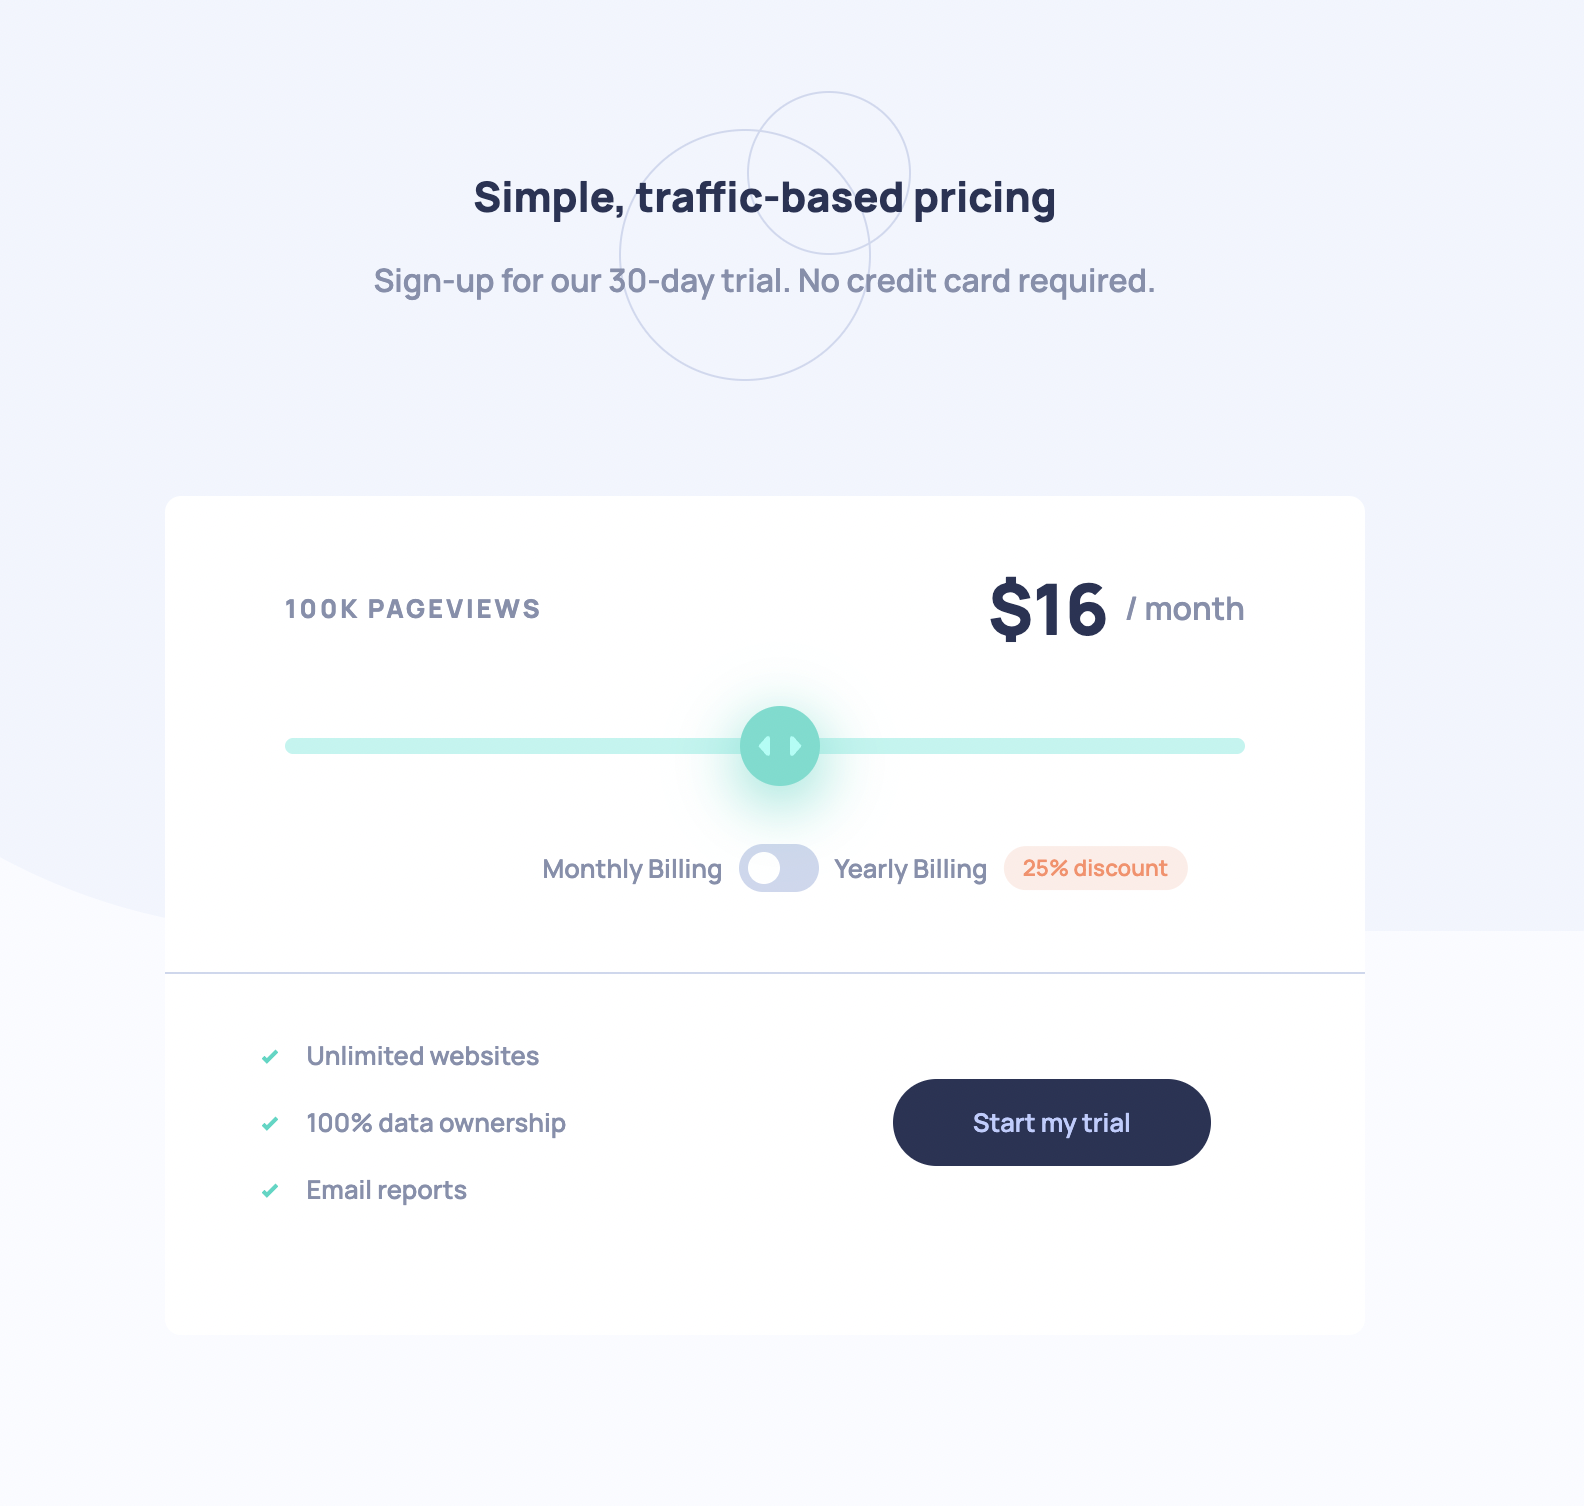 Simple, traffic-based pricing
Sign-up for our 30-day trial. No credit card required.
100K PAGEVIEWS
$16 / month
Monthly Billing
Yearly Billing
25% discount
Unlimited websites
100% data ownership
Email reports
Start my trial